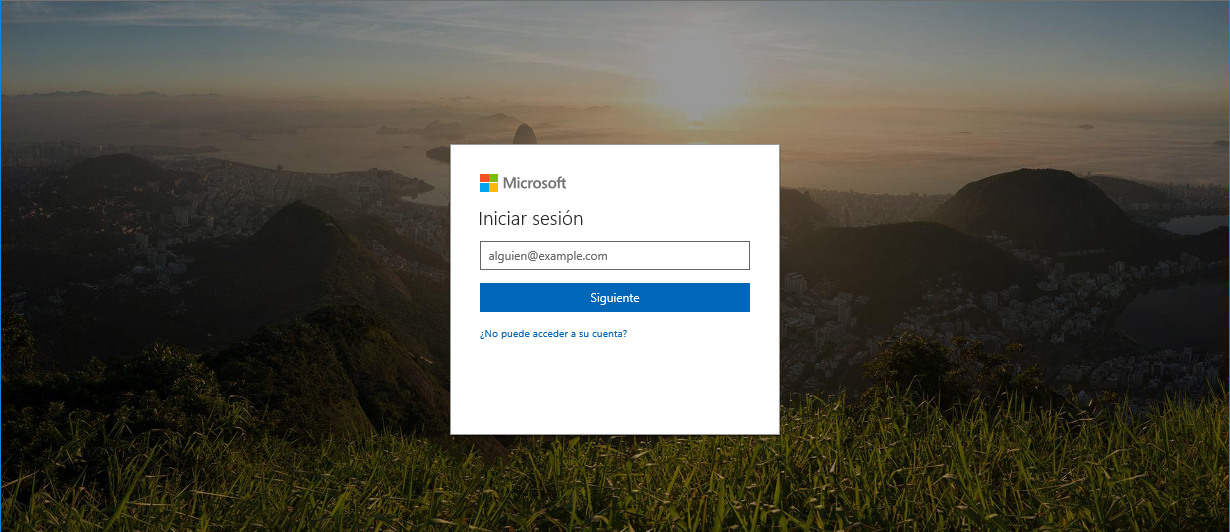 Microsoft
Iniciar sesión
alguien@example.com
Siguiente
¿No puede acceder a su cuenta?